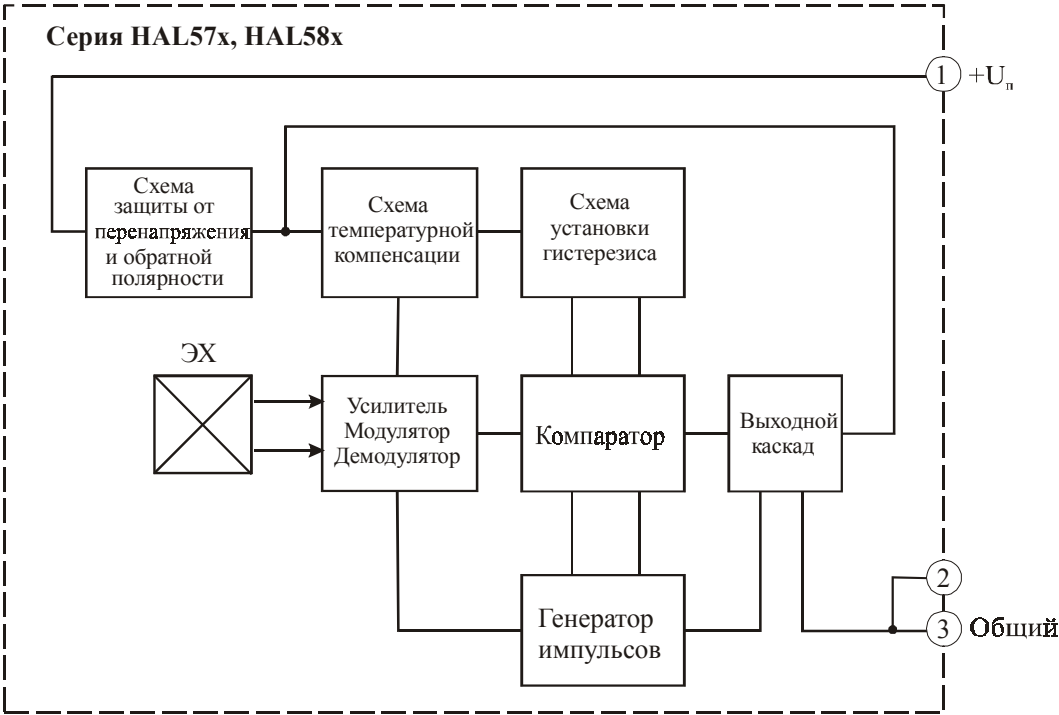 Серия HAL57x, HAL58x
1
+Uп
Схема
защиты от
перенапряжения
и обратной
полярности
Схема
температурной
компенсации
Схема
установки
гистерезиса
ЭХ
Усилитель
Модулятор
Демодулятор
Компаратор
Выходной
каскад
2
Генератор
импульсов
3
Общий